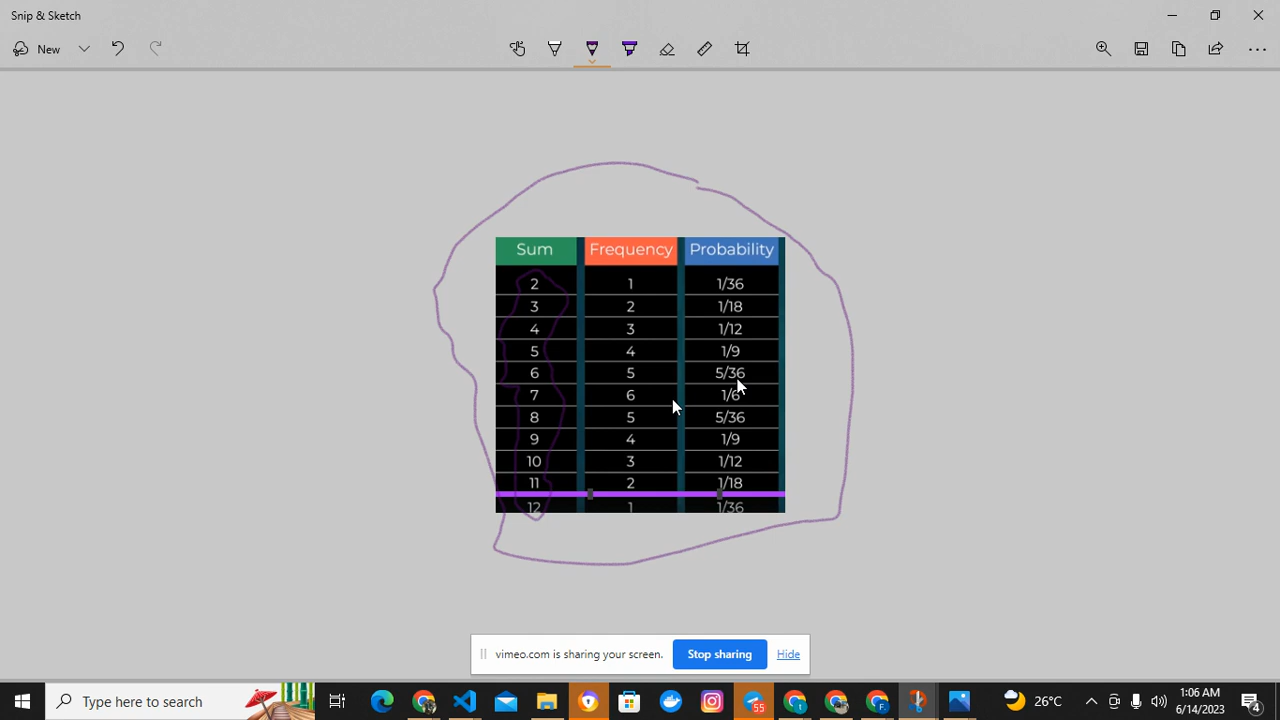 Snip & Sketch
New
Sum Frequency Probability
2 1 1/36
3 2 1/18
4 3 1/12
5 4 1/9
6 5 5/36
7 6 1/6
8 5 5/36
9 4 1/9
10 3 1/12
11 2 1/18
12 1 1/36
vimeo.com is sharing your screen. Stop sharing Hide
Type here to search
55
26°C
1:06 AM
6/14/2023
4